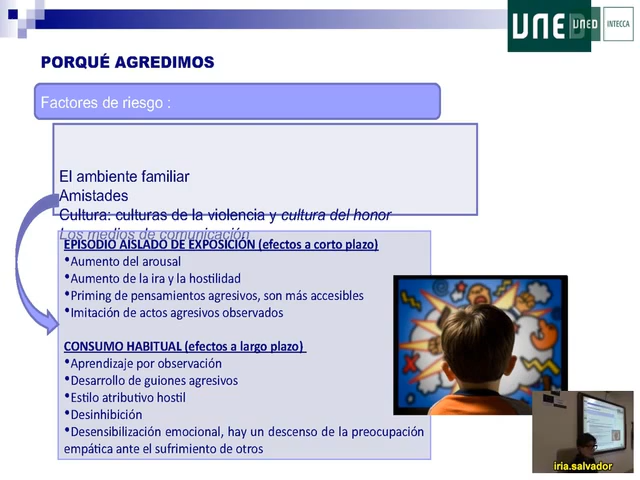 UNED
UNED
INTECCA
PORQUÉ AGREDIMOS
Factores de riesgo :
El ambiente familiar
Amistades
Cultura: culturas de la violencia y cultura del honor
Los medios de comunicación
EPISODIO AISLADO DE EXPOSICIÓN (efectos a corto plazo)
•Aumento del arousal
•Aumento de la ira y la hostilidad
•Priming de pensamientos agresivos, son más accesibles
•Imitación de actos agresivos observados
CONSUMO HABITUAL (efectos a largo plazo)
•Aprendizaje por observación
•Desarrollo de guiones agresivos
•Estilo atributivo hostil
•Desinhibición
•Desensibilización emocional, hay un descenso de la preocupación
empática ante el sufrimiento de otros
iria.salvador